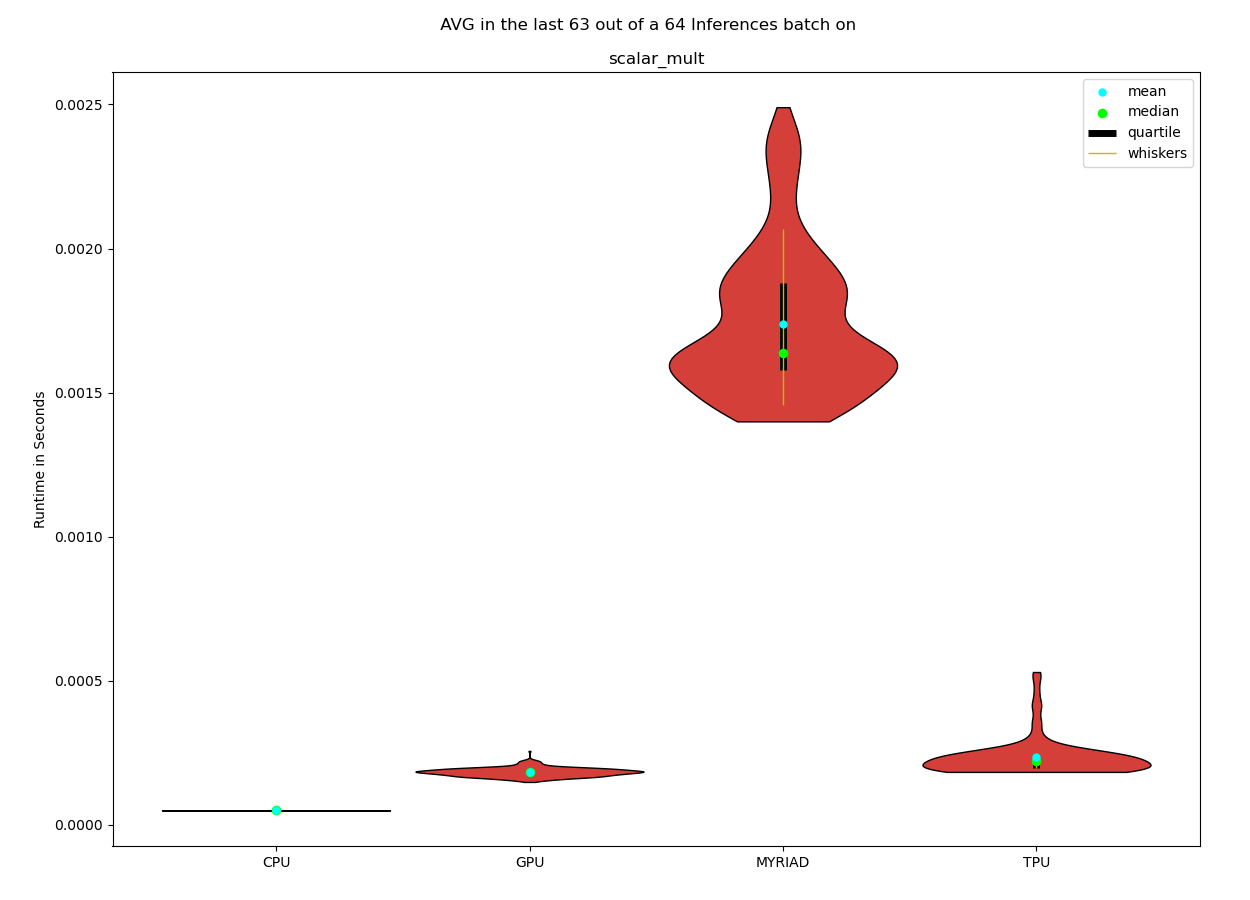 AVG in the last 63 out of a 64 Inferences batch on
scalar_mult
mean
median
quartile
whiskers
Runtime in Seconds
0.0025
0.0020
0.0015
0.0010
0.0005
0.0000
CPU
GPU
MYRIAD
TPU